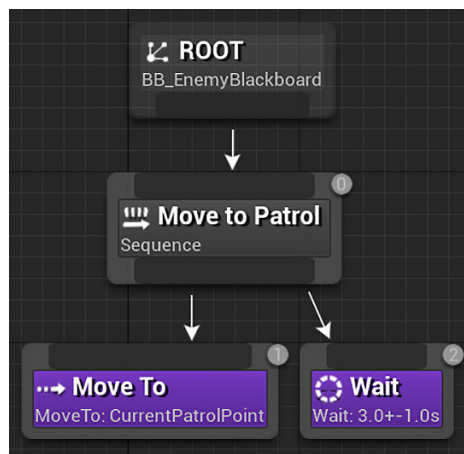 ROOT
BB_EnemyBlackboard
0
Move to Patrol
Sequence
1
Move To
MoveTo: CurrentPatrolPoint
2
Wait
Wait: 3.0+-1.0s